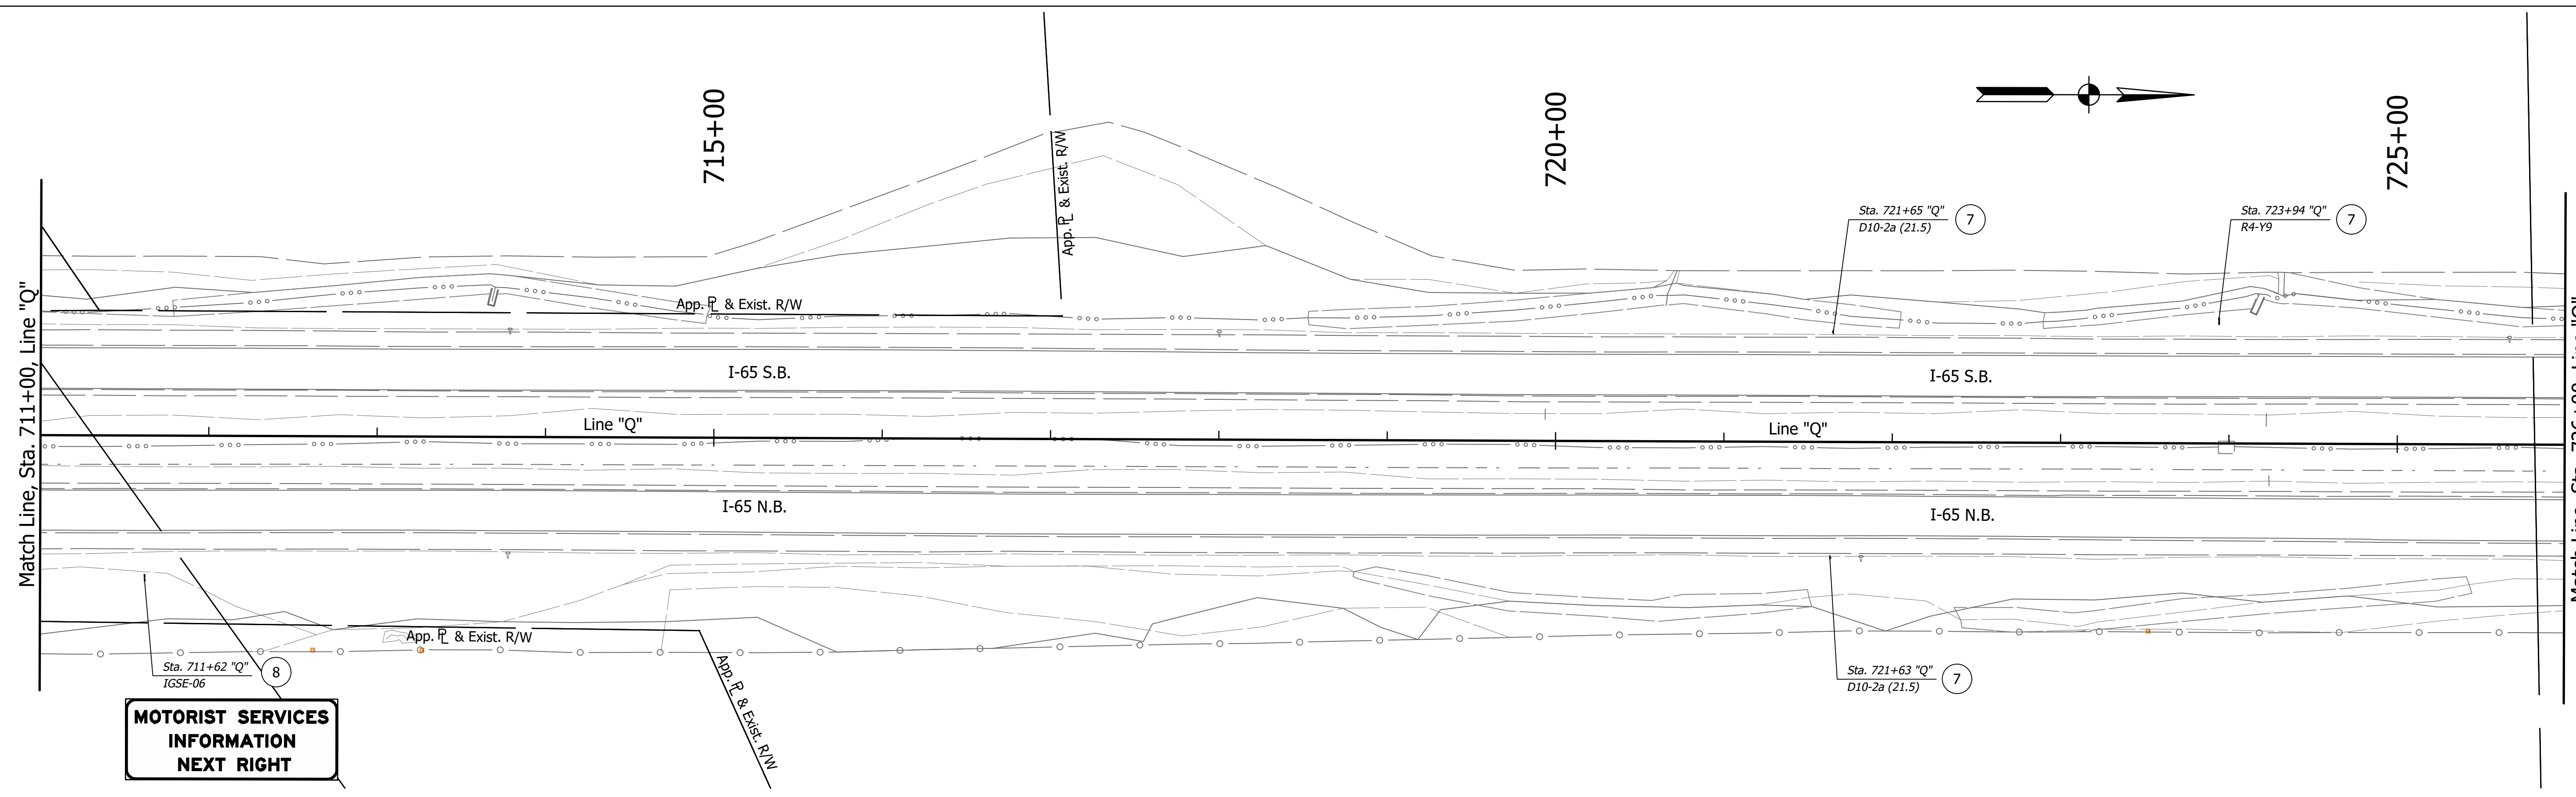 715+00
720+00
725+00
App. PL & Exist. R/W
Sta. 721+65 "Q"
D10-2a (21.5)
7
Sta. 723+94 "Q"
R4-Y9
7
Match Line, Sta. 711+00, Line "Q"
App. PL & Exist. R/W
I-65 S.B.
I-65 S.B.
Line "Q"
Line "Q"
I-65 N.B.
I-65 N.B.
App. PL & Exist. R/W
Sta. 711+62 "Q"
IGSE-06
8
App. PL & Exist. R/W
Sta. 721+63 "Q"
D10-2a (21.5)
7
MOTORIST SERVICES
INFORMATION
NEXT RIGHT